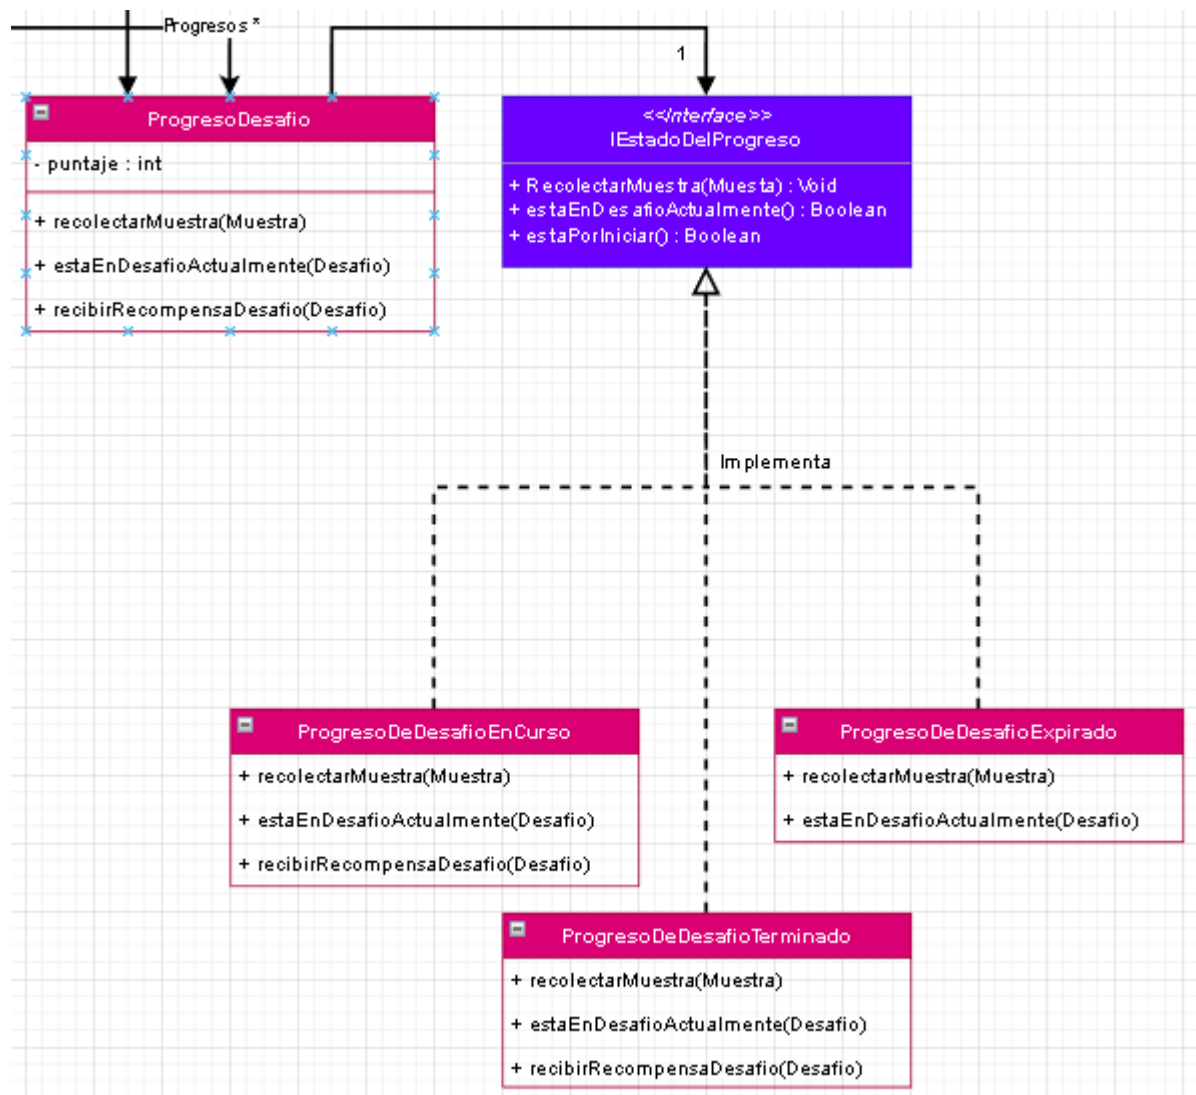 Progresos *
1
ProgresoDesafio
- puntaje : int
+ recolectarMuestra(Muestra)
+ estaEnDesafioActualmente(Desafio)
+ recibirRecompensaDesafio(Desafio)
<<Interface>>
IEstadoDelProgreso
+ RecolectarMuestra(Muesta) : Void
+ estaEnDesafioActualmente() : Boolean
+ estaPorIniciar() : Boolean
Implementa
ProgresoDeDesafioEnCurso
+ recolectarMuestra(Muestra)
+ estaEnDesafioActualmente(Desafio)
+ recibirRecompensaDesafio(Desafio)
ProgresoDeDesafioExpirado
+ recolectarMuestra(Muestra)
+ estaEnDesafioActualmente(Desafio)
ProgresoDeDesafioTerminado
+ recolectarMuestra(Muestra)
+ estaEnDesafioActualmente(Desafio)
+ recibirRecompensaDesafio(Desafio)